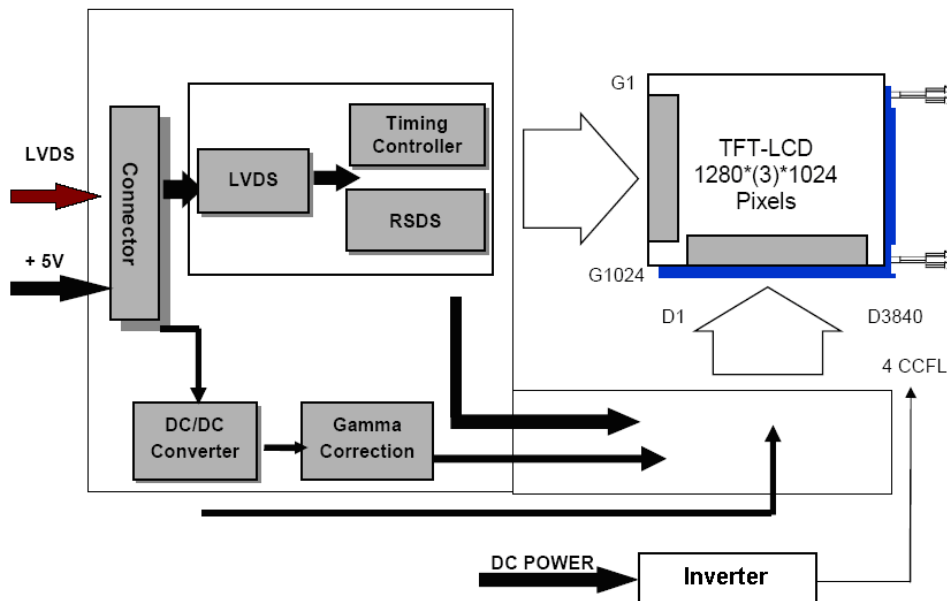 LVDS
+ 5V
Connector
LVDS
Timing
Controller
RSDS
DC/DC
Converter
Gamma
Correction
G1
TFT-LCD
1280*(3)*1024
Pixels
G1024
D1
D3840
4 CCFL
DC POWER
Inverter